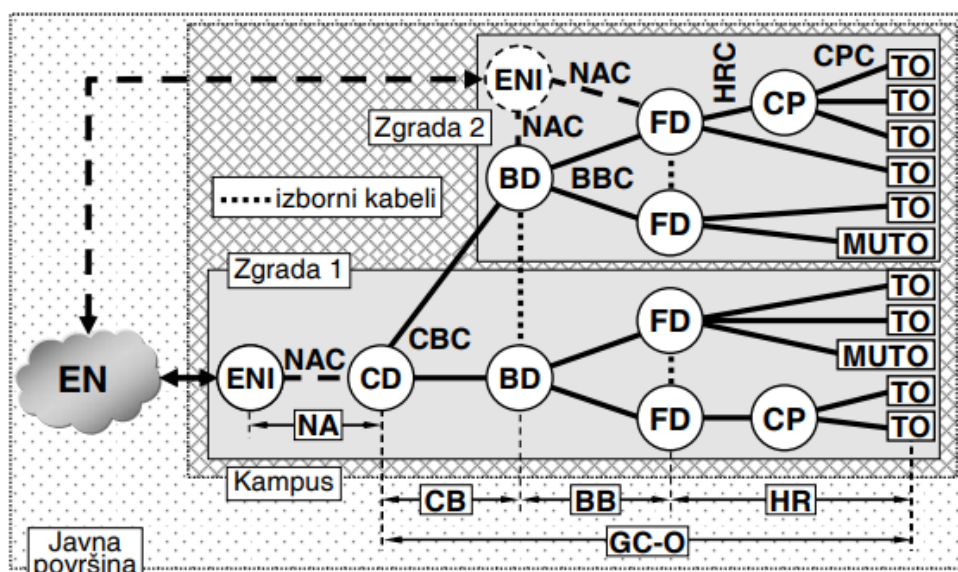 ENI
NAC
HRC
CPC
TO
Zgrada 2
NAC
FD
CP
TO
TO
TO
BD
BBC
izborni kabeli
FD
TO
MUTO
Zgrada 1
TO
FD
TO
CBC
MUTO
EN
ENI
NAC
CD
BD
TO
NA
FD
CP
TO
Kampus
CB
BB
HR
GC-O
Javna
površina